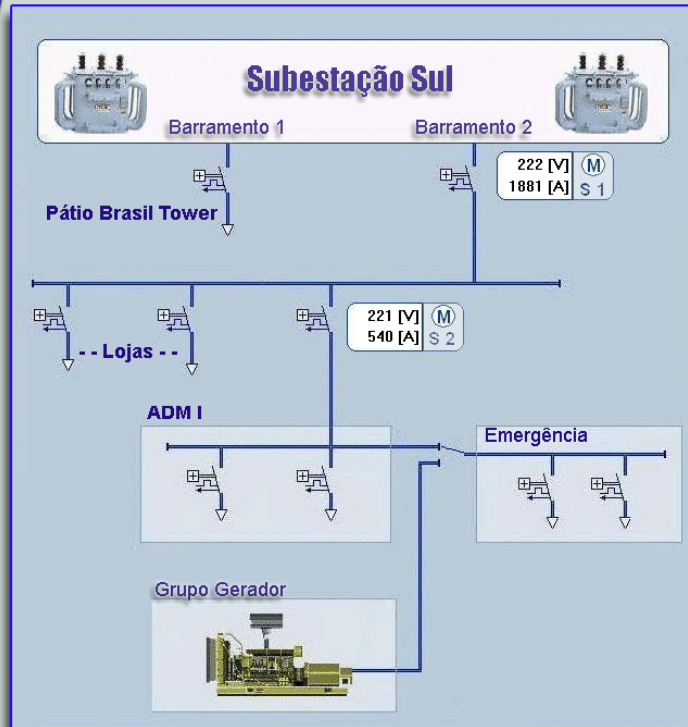 Subestação Sul
Barramento 1
Barramento 2
222 [V] M
1881 [A] S 1
Pátio Brasil Tower
221 [V] M
540 [A] S 2
- - Lojas - -
ADM I
Emergência
Grupo Gerador